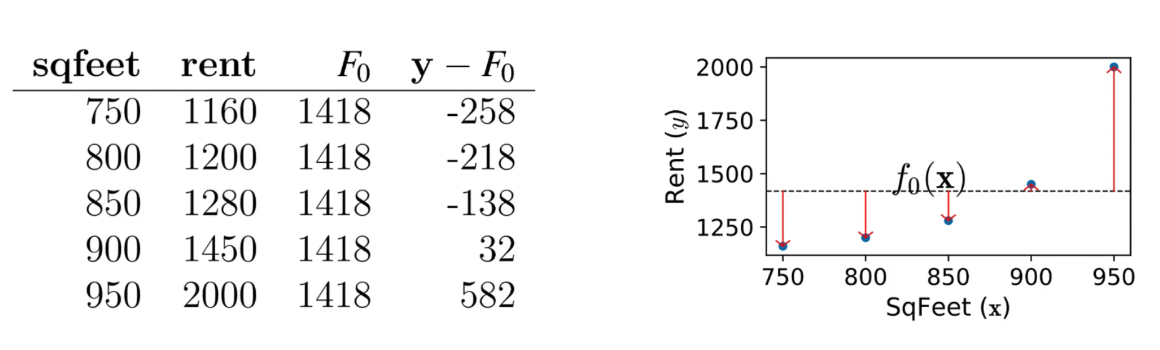 sqfeet rent F₀ y − F₀
750 1160 1418 -258
800 1200 1418 -218
850 1280 1418 -138
900 1450 1418 32
950 2000 1418 582
2000
1750
1500
1250
Rent (y)
f₀(x)
750 800 850 900 950
SqFeet (x)